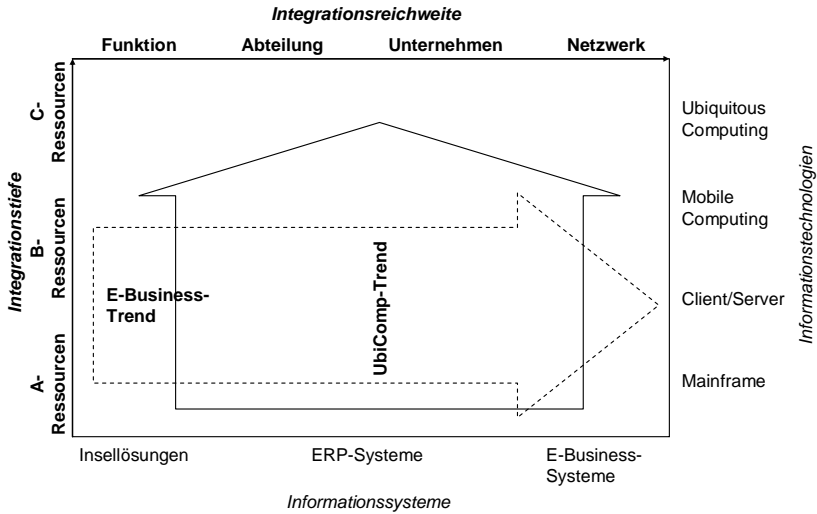 Integrationsreichweite
Funktion Abteilung Unternehmen Netzwerk
Integrationstiefe
C-
Ressourcen
B-
Ressourcen
A-
Ressourcen
E-Business-
Trend
UbiComp-Trend
Ubiquitous
Computing
Mobile
Computing
Client/Server
Mainframe
Informationstechnologien
Insellösungen ERP-Systeme E-Business-
Systeme
Informationssysteme